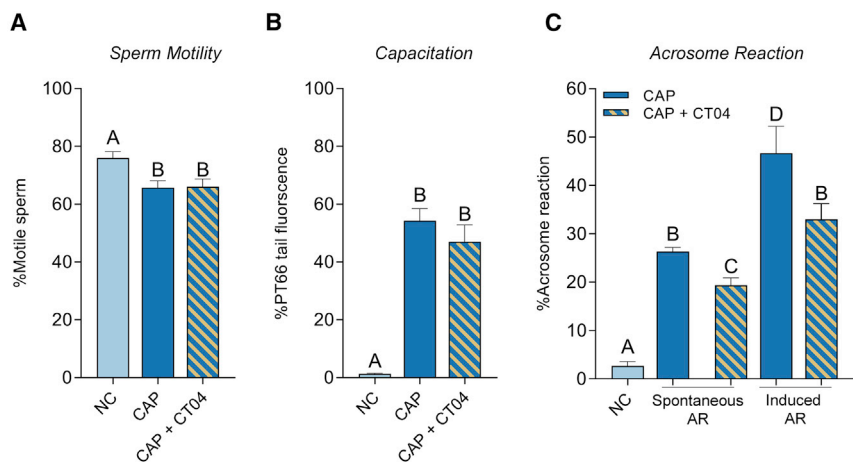 A
Sperm Motility
%Motile sperm
100
80
60
40
20
0
A
B
B
NC
CAP
CAP + CT04
B
Capacitation
%PT66 tail fluorescence
100
80
60
40
20
0
A
B
B
NC
CAP
CAP + CT04
C
Acrosome Reaction
%Acrosome reaction
60
50
40
30
20
10
0
CAP
CAP + CT04
A
B
C
D
B
NC
Spontaneous
AR
Induced
AR